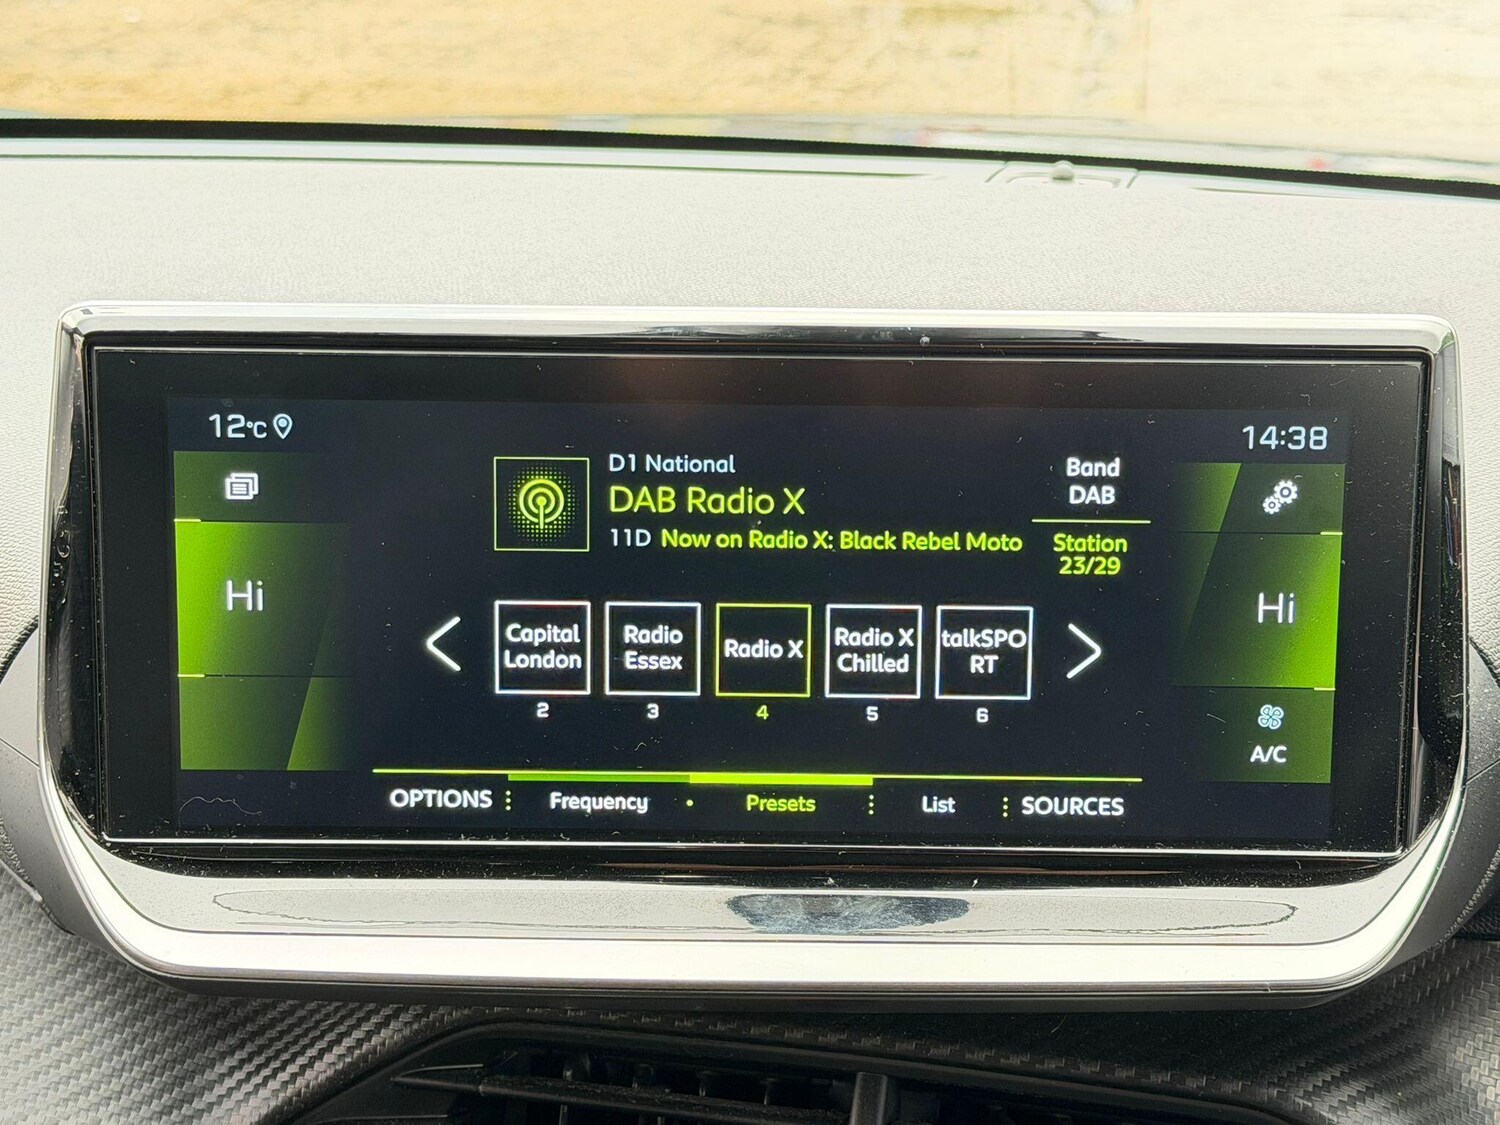 12°C
14:38
D1 National
DAB Radio X
11D Now on Radio X: Black Rebel Moto
Band
DAB
Station
23/29
Hi
Hi
Capital
London
Radio
Essex
Radio X
Radio X
Chilled
talkSPO
RT
2
3
4
5
6
A/C
OPTIONS
Frequency
Presets
List
SOURCES